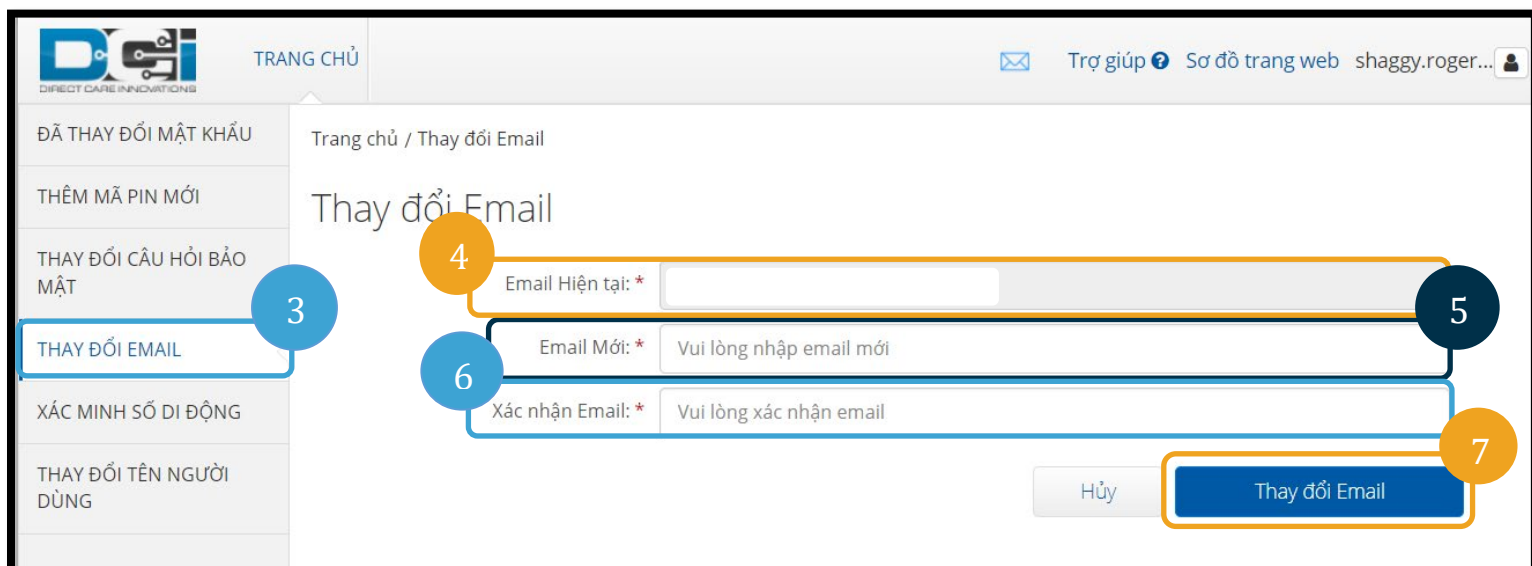 DCi
DIRECT CARE INNOVATIONS
TRANG CHỦ
Trợ giúp ? Sơ đồ trang web shaggy.roger...
ĐÃ THAY ĐỔI MẬT KHẨU
THÊM MÃ PIN MỚI
THAY ĐỔI CÂU HỎI BẢO
MẬT
3
THAY ĐỔI EMAIL
XÁC MINH SỐ DI ĐỘNG
THAY ĐỔI TÊN NGƯỜI
DÙNG
Trang chủ / Thay đổi Email
Thay đổi Email
4
Email Hiện tại: *
5
Email Mới: * Vui lòng nhập email mới
6
Xác nhận Email: * Vui lòng xác nhận email
7
Hủy Thay đổi Email